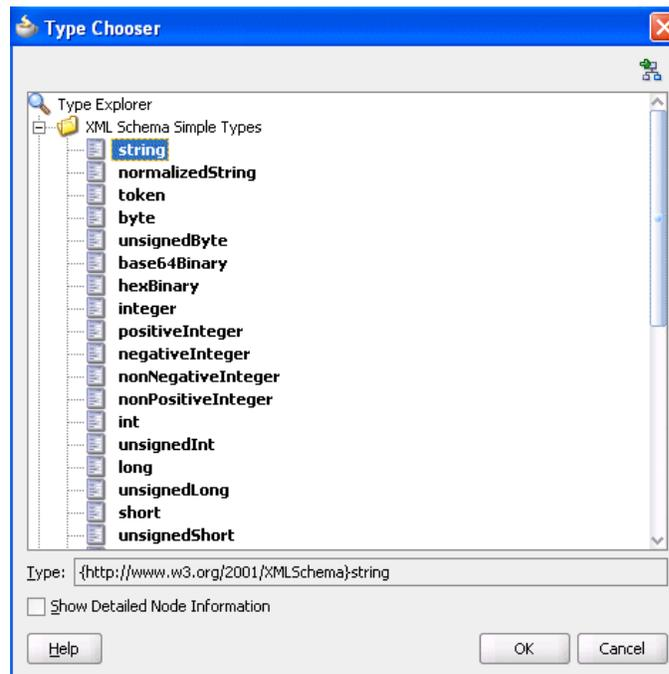 Type Chooser
Type Explorer
XML Schema Simple Types
string
normalizedString
token
byte
unsignedByte
base64Binary
hexBinary
integer
positiveInteger
negativeInteger
nonNegativeInteger
nonPositiveInteger
int
unsignedInt
long
unsignedLong
short
unsignedShort
Type: {http://www.w3.org/2001/XMLSchema}string
Show Detailed Node Information
Help OK Cancel